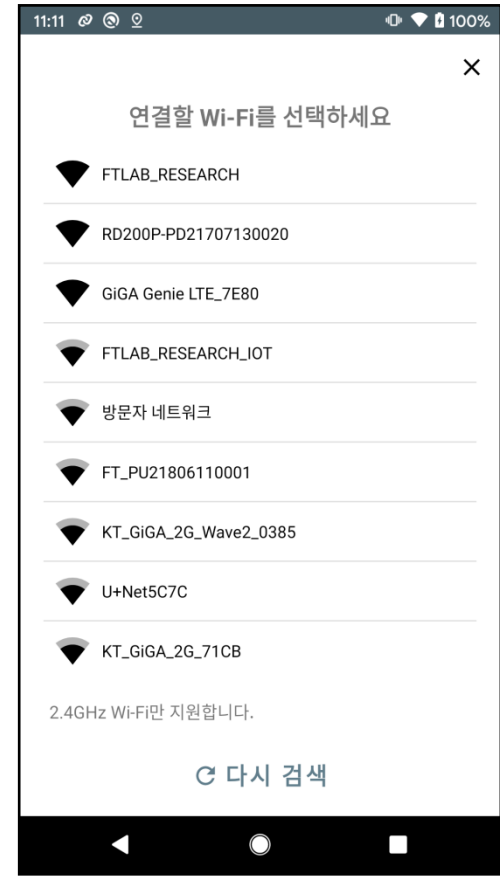 11:11 100%
연결할 Wi-Fi를 선택하세요
FTLAB_RESEARCH
RD200P-PD21707130020
GiGA Genie LTE_7E80
FTLAB_RESEARCH_IOT
방문자 네트워크
FT_PU21806110001
KT_GiGA_2G_Wave2_0385
U+Net5C7C
KT_GiGA_2G_71CB
2.4GHz Wi-Fi만 지원합니다.
다시 검색